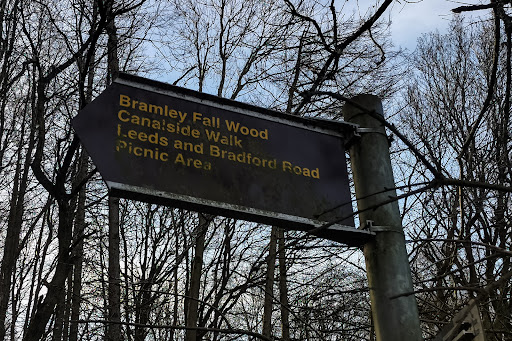 Bramley Fall Wood
Canalside Walk
Leeds and Bradford Road
Picnic Area